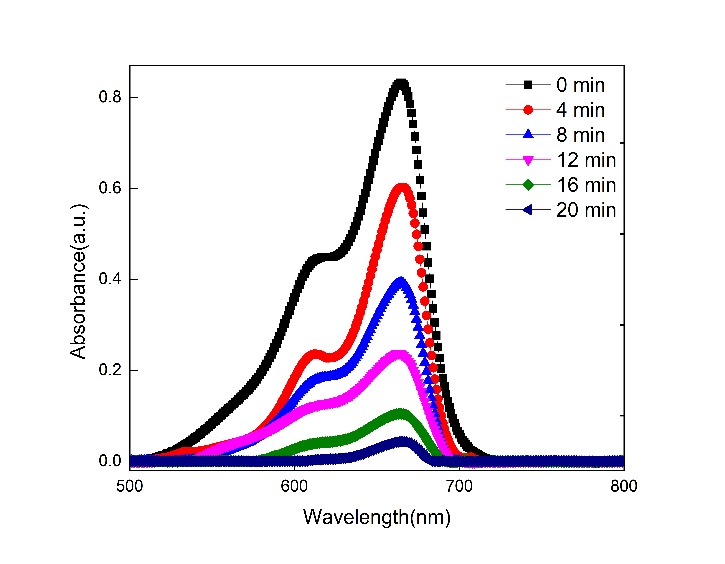 0.8
0.6
0.4
0.2
0.0
Absorbance(a.u.)
0 min
4 min
8 min
12 min
16 min
20 min
500 600 700 800
Wavelength(nm)